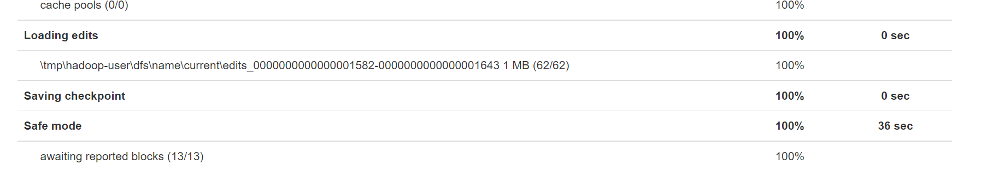 cache pools (0/0) 100%
Loading edits 100% 0 sec
\tmp\hadoop-user\dfs\name\current\edits_0000000000000001582-0000000000000001643 1 MB (62/62) 100%
Saving checkpoint 100% 0 sec
Safe mode 100% 36 sec
awaiting reported blocks (13/13) 100%